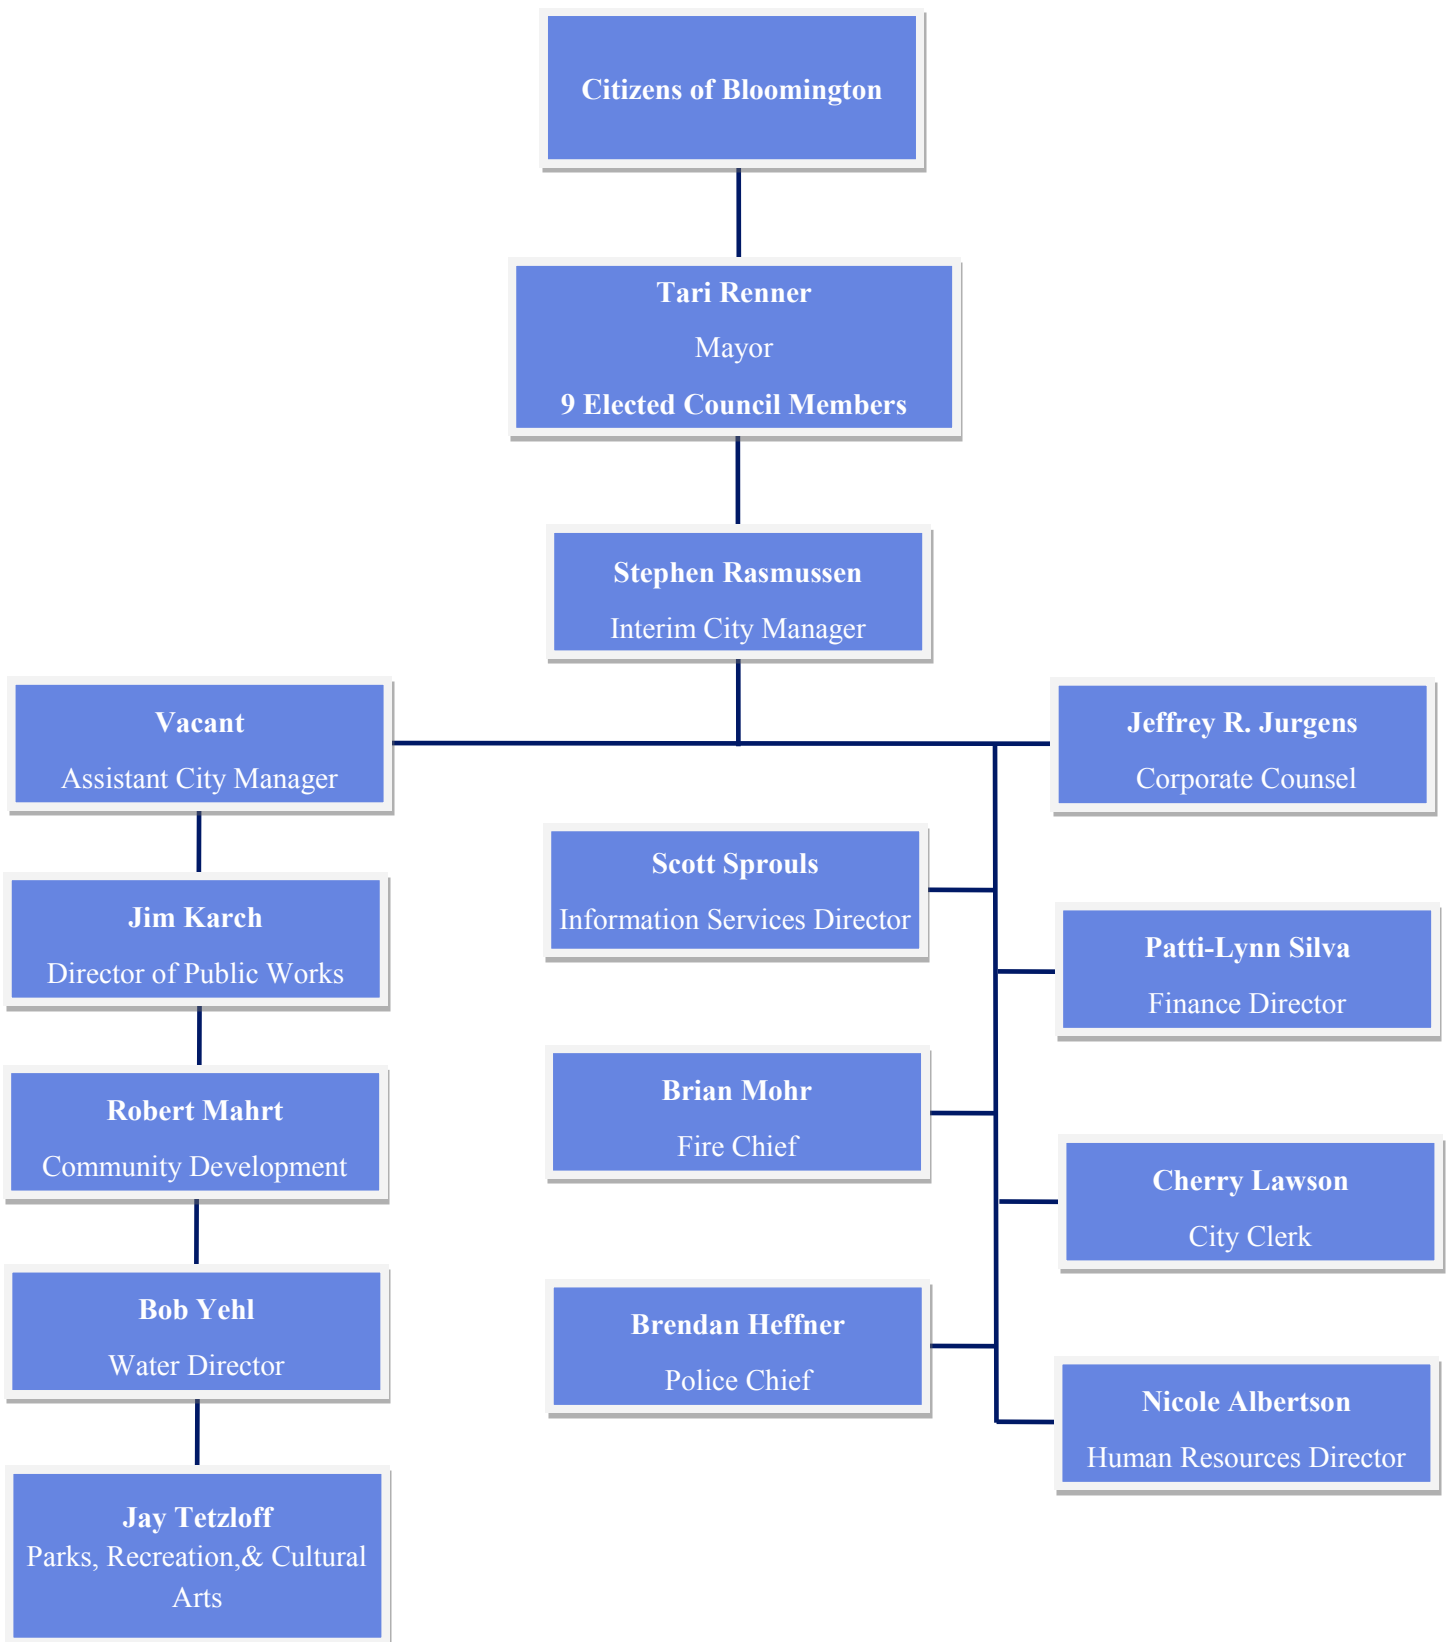 Citizens of Bloomington
Tari Renner
Mayor
9 Elected Council Members
Stephen Rasmussen
Interim City Manager
Vacant
Assistant City Manager
Jeffrey R. Jurgens
Corporate Counsel
Scott Sprouls
Information Services Director
Jim Karch
Director of Public Works
Patti-Lynn Silva
Finance Director
Brian Mohr
Fire Chief
Robert Mahrt
Community Development
Cherry Lawson
City Clerk
Bob Yehl
Water Director
Brendan Heffner
Police Chief
Nicole Albertson
Human Resources Director
Jay Tetzloff
Parks, Recreation,& Cultural
Arts